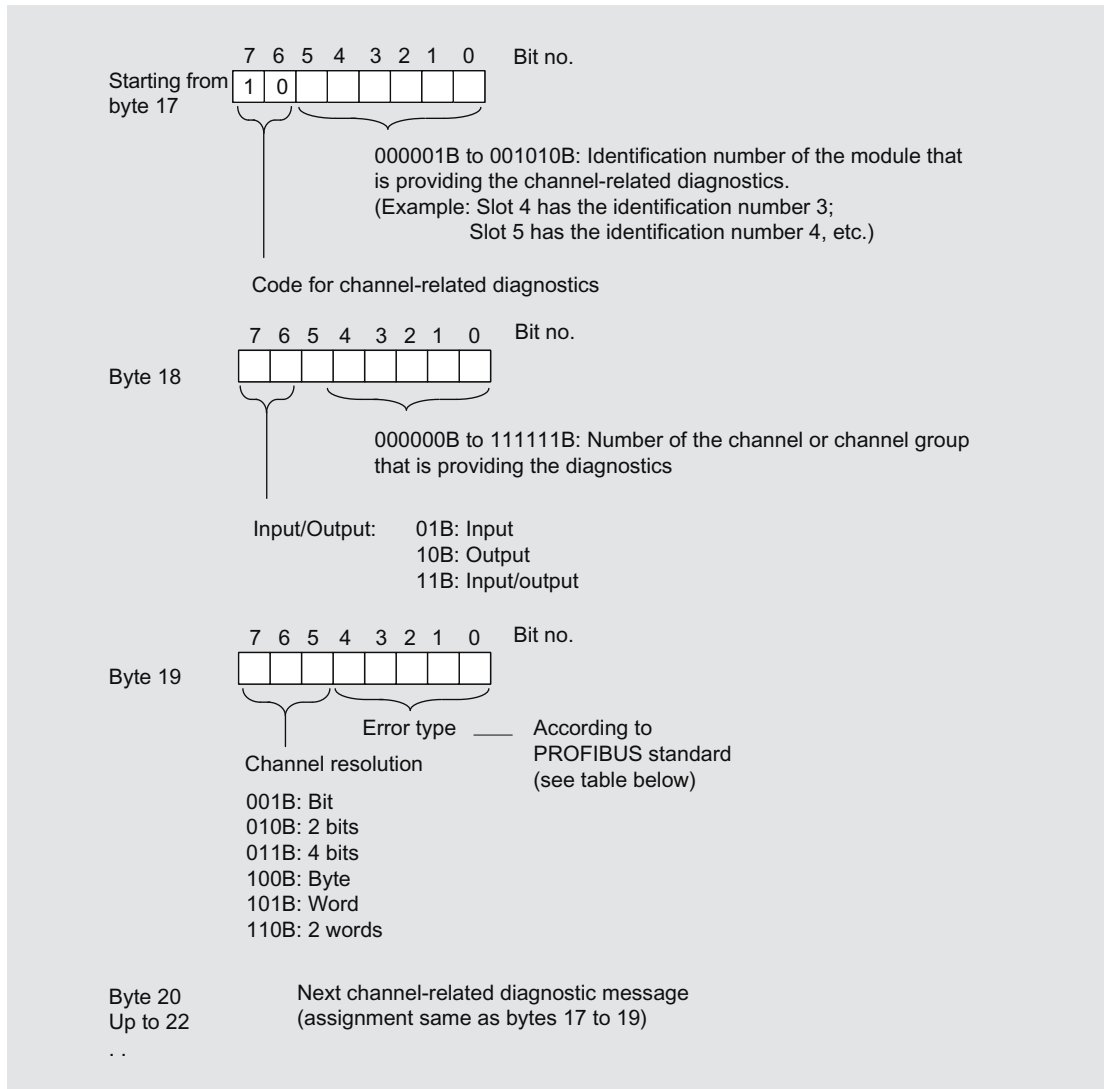 7 6 5 4 3 2 1 0 Bit no.
Starting from
byte 17
1 0
000001B to 001010B: Identification number of the module that
is providing the channel-related diagnostics.
(Example: Slot 4 has the identification number 3;
Slot 5 has the identification number 4, etc.)
Code for channel-related diagnostics
7 6 5 4 3 2 1 0 Bit no.
Byte 18
000000B to 111111B: Number of the channel or channel group
that is providing the diagnostics
Input/Output: 01B: Input
10B: Output
11B: Input/output
7 6 5 4 3 2 1 0 Bit no.
Byte 19
Error type ___ According to
PROFIBUS standard
(see table below)
Channel resolution
001B: Bit
010B: 2 bits
011B: 4 bits
100B: Byte
101B: Word
110B: 2 words
Byte 20 Next channel-related diagnostic message
Up to 22 (assignment same as bytes 17 to 19)
. .